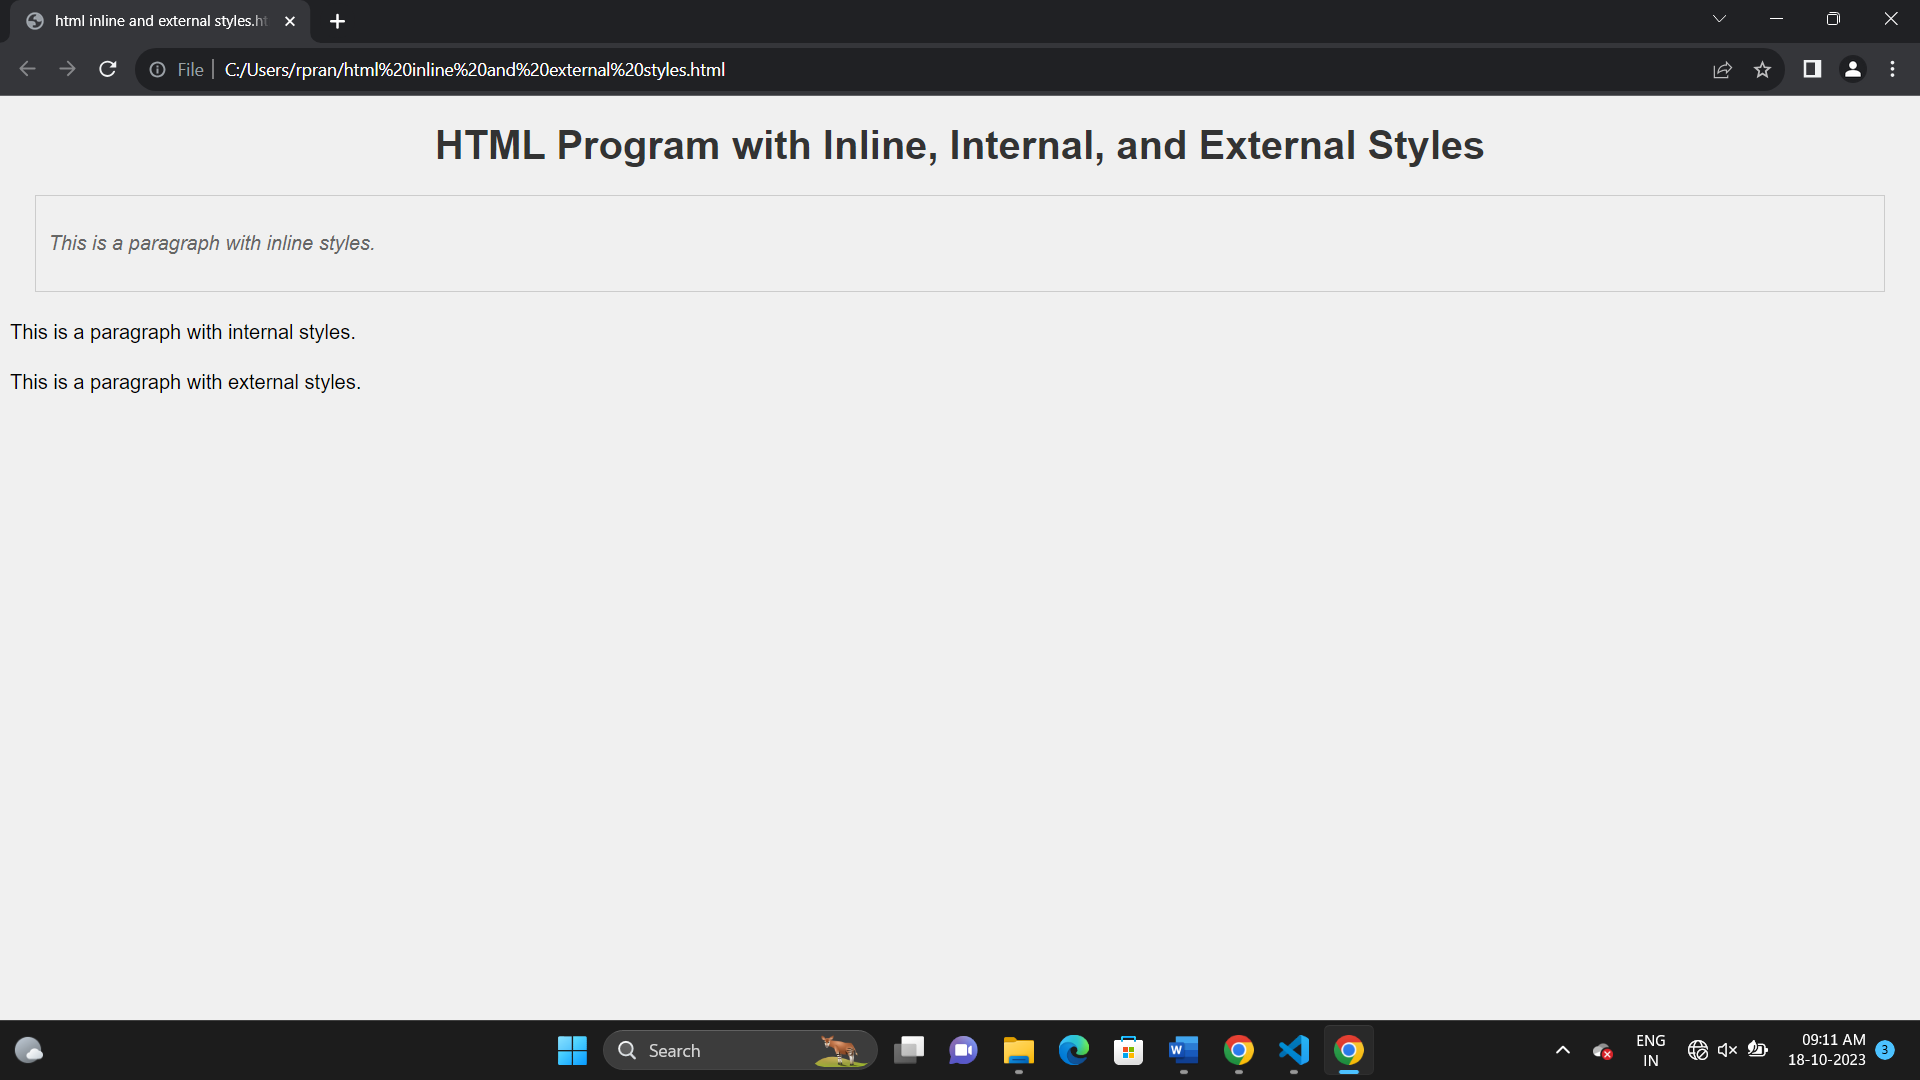 html inline and external styles.ht
File
C:/Users/rpran/html%20inline%20and%20external%20styles.html
HTML Program with Inline, Internal, and External Styles
This is a paragraph with inline styles.
This is a paragraph with internal styles.
This is a paragraph with external styles.
Search
W
ENG
IN
09:11 AM
18-10-2023
3